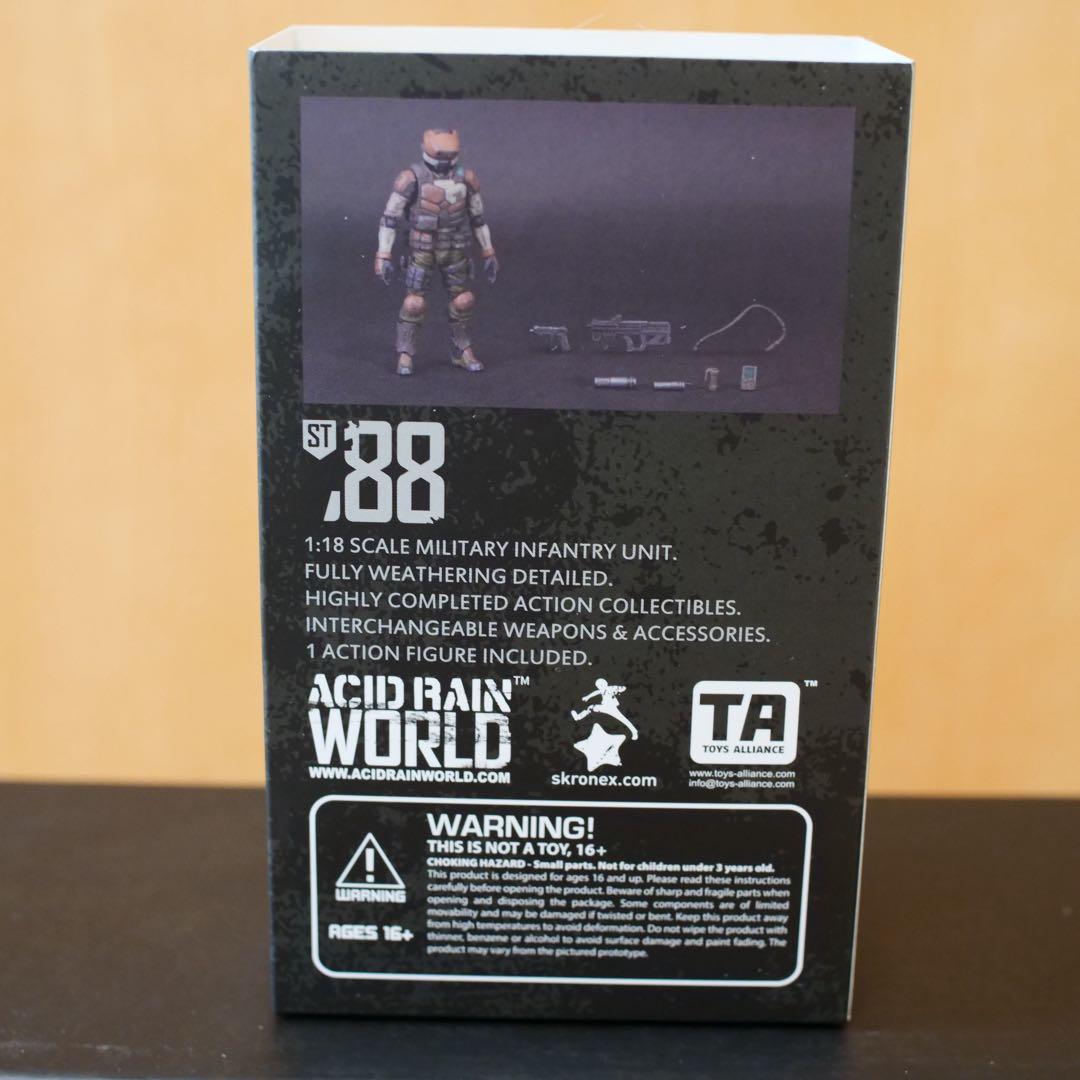 ST
88
1:18 SCALE MILITARY INFANTRY UNIT.
FULLY WEATHERING DETAILED.
HIGHLY COMPLETED ACTION COLLECTIBLES.
INTERCHANGEABLE WEAPONS & ACCESSORIES.
1 ACTION FIGURE INCLUDED.
ACID RAIN™
WORLD
WWW.ACIDRAINWORLD.COM
skronex.com
TA™
TOYS ALLIANCE
www.toys-alliance.com
info@toys-alliance.com
WARNING
AGES 16+
WARNING!
THIS IS NOT A TOY, 16+
CHOKING HAZARD - Small parts. Not for children under 3 years old.
This product is designed for ages 16 and up. Please read these instructions
carefully before opening the product. Beware of sharp and fragile parts when
opening and disposing the package. Some components are of limited
movability and may be damaged if twisted or bent. Keep this product away
from high temperatures to avoid deformation. Do not wipe the product with
thinner, benzene or alcohol to avoid surface damage and paint fading. The
product may vary from the pictured prototype.